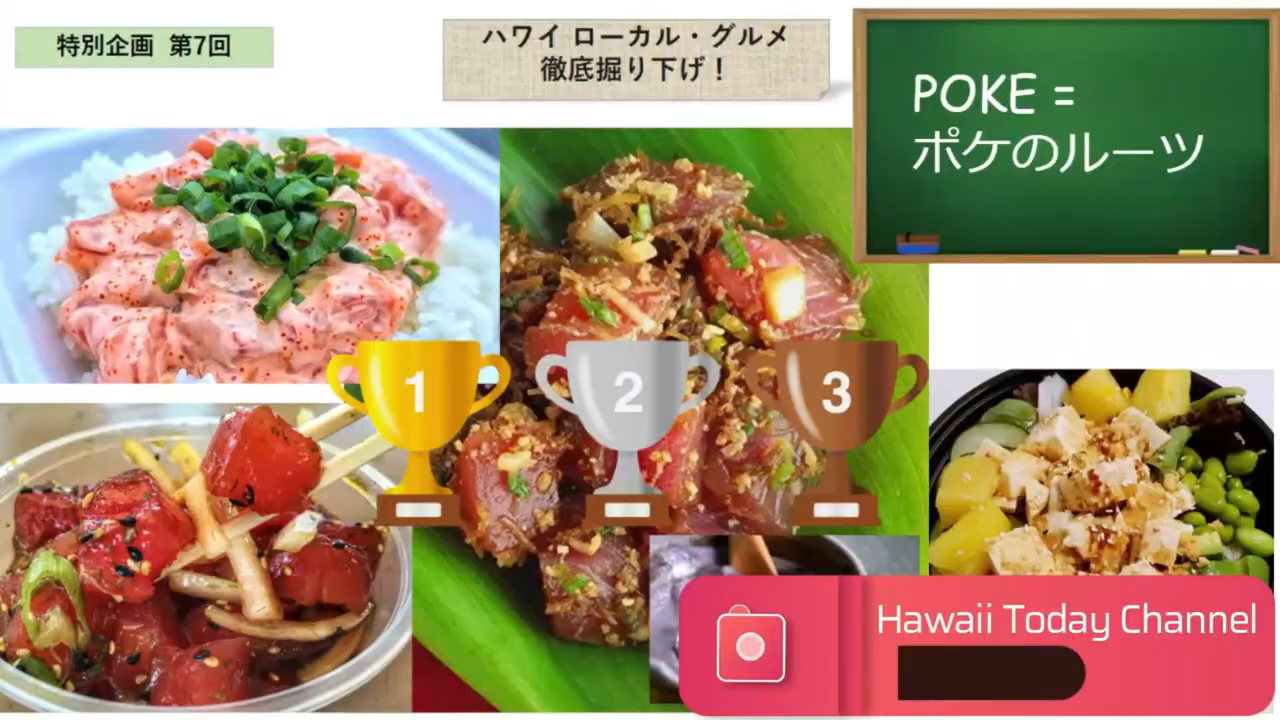 特別企画 第7回
ハワイ ローカル・グルメ
徹底掘り下げ！
POKE =
ポケのルーツ
1
2
3
Hawaii Today Channel